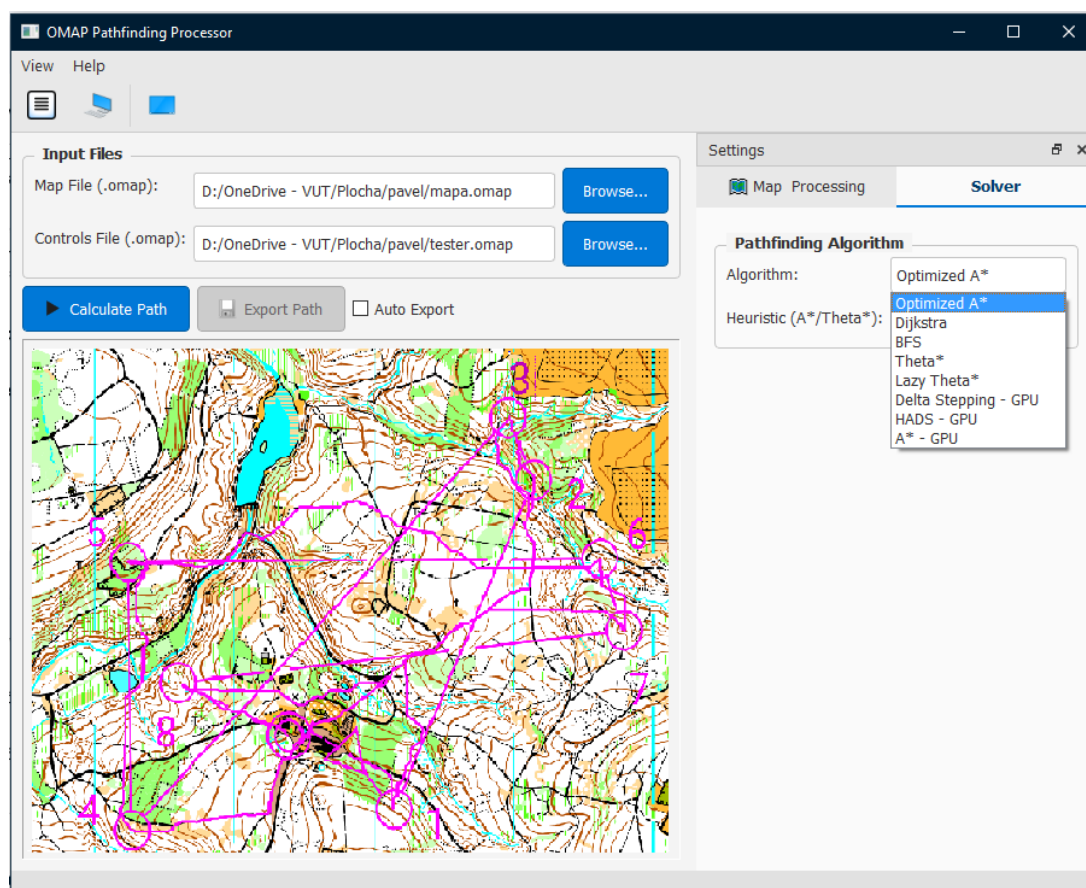 OMAP Pathfinding Processor
View Help
Input Files
Map File (.omap): D:/OneDrive - VUT/Plocha/pavel/mapa.omap Browse...
Controls File (.omap): D:/OneDrive - VUT/Plocha/pavel/tester.omap Browse...
Calculate Path Export Path Auto Export
Settings
Map Processing Solver
Pathfinding Algorithm
Algorithm: Optimized A*
Heuristic (A*/Theta*):
Optimized A*
Dijkstra
BFS
Theta*
Lazy Theta*
Delta Stepping - GPU
HADS - GPU
A* - GPU
3
2
5
6
7
8
4
1